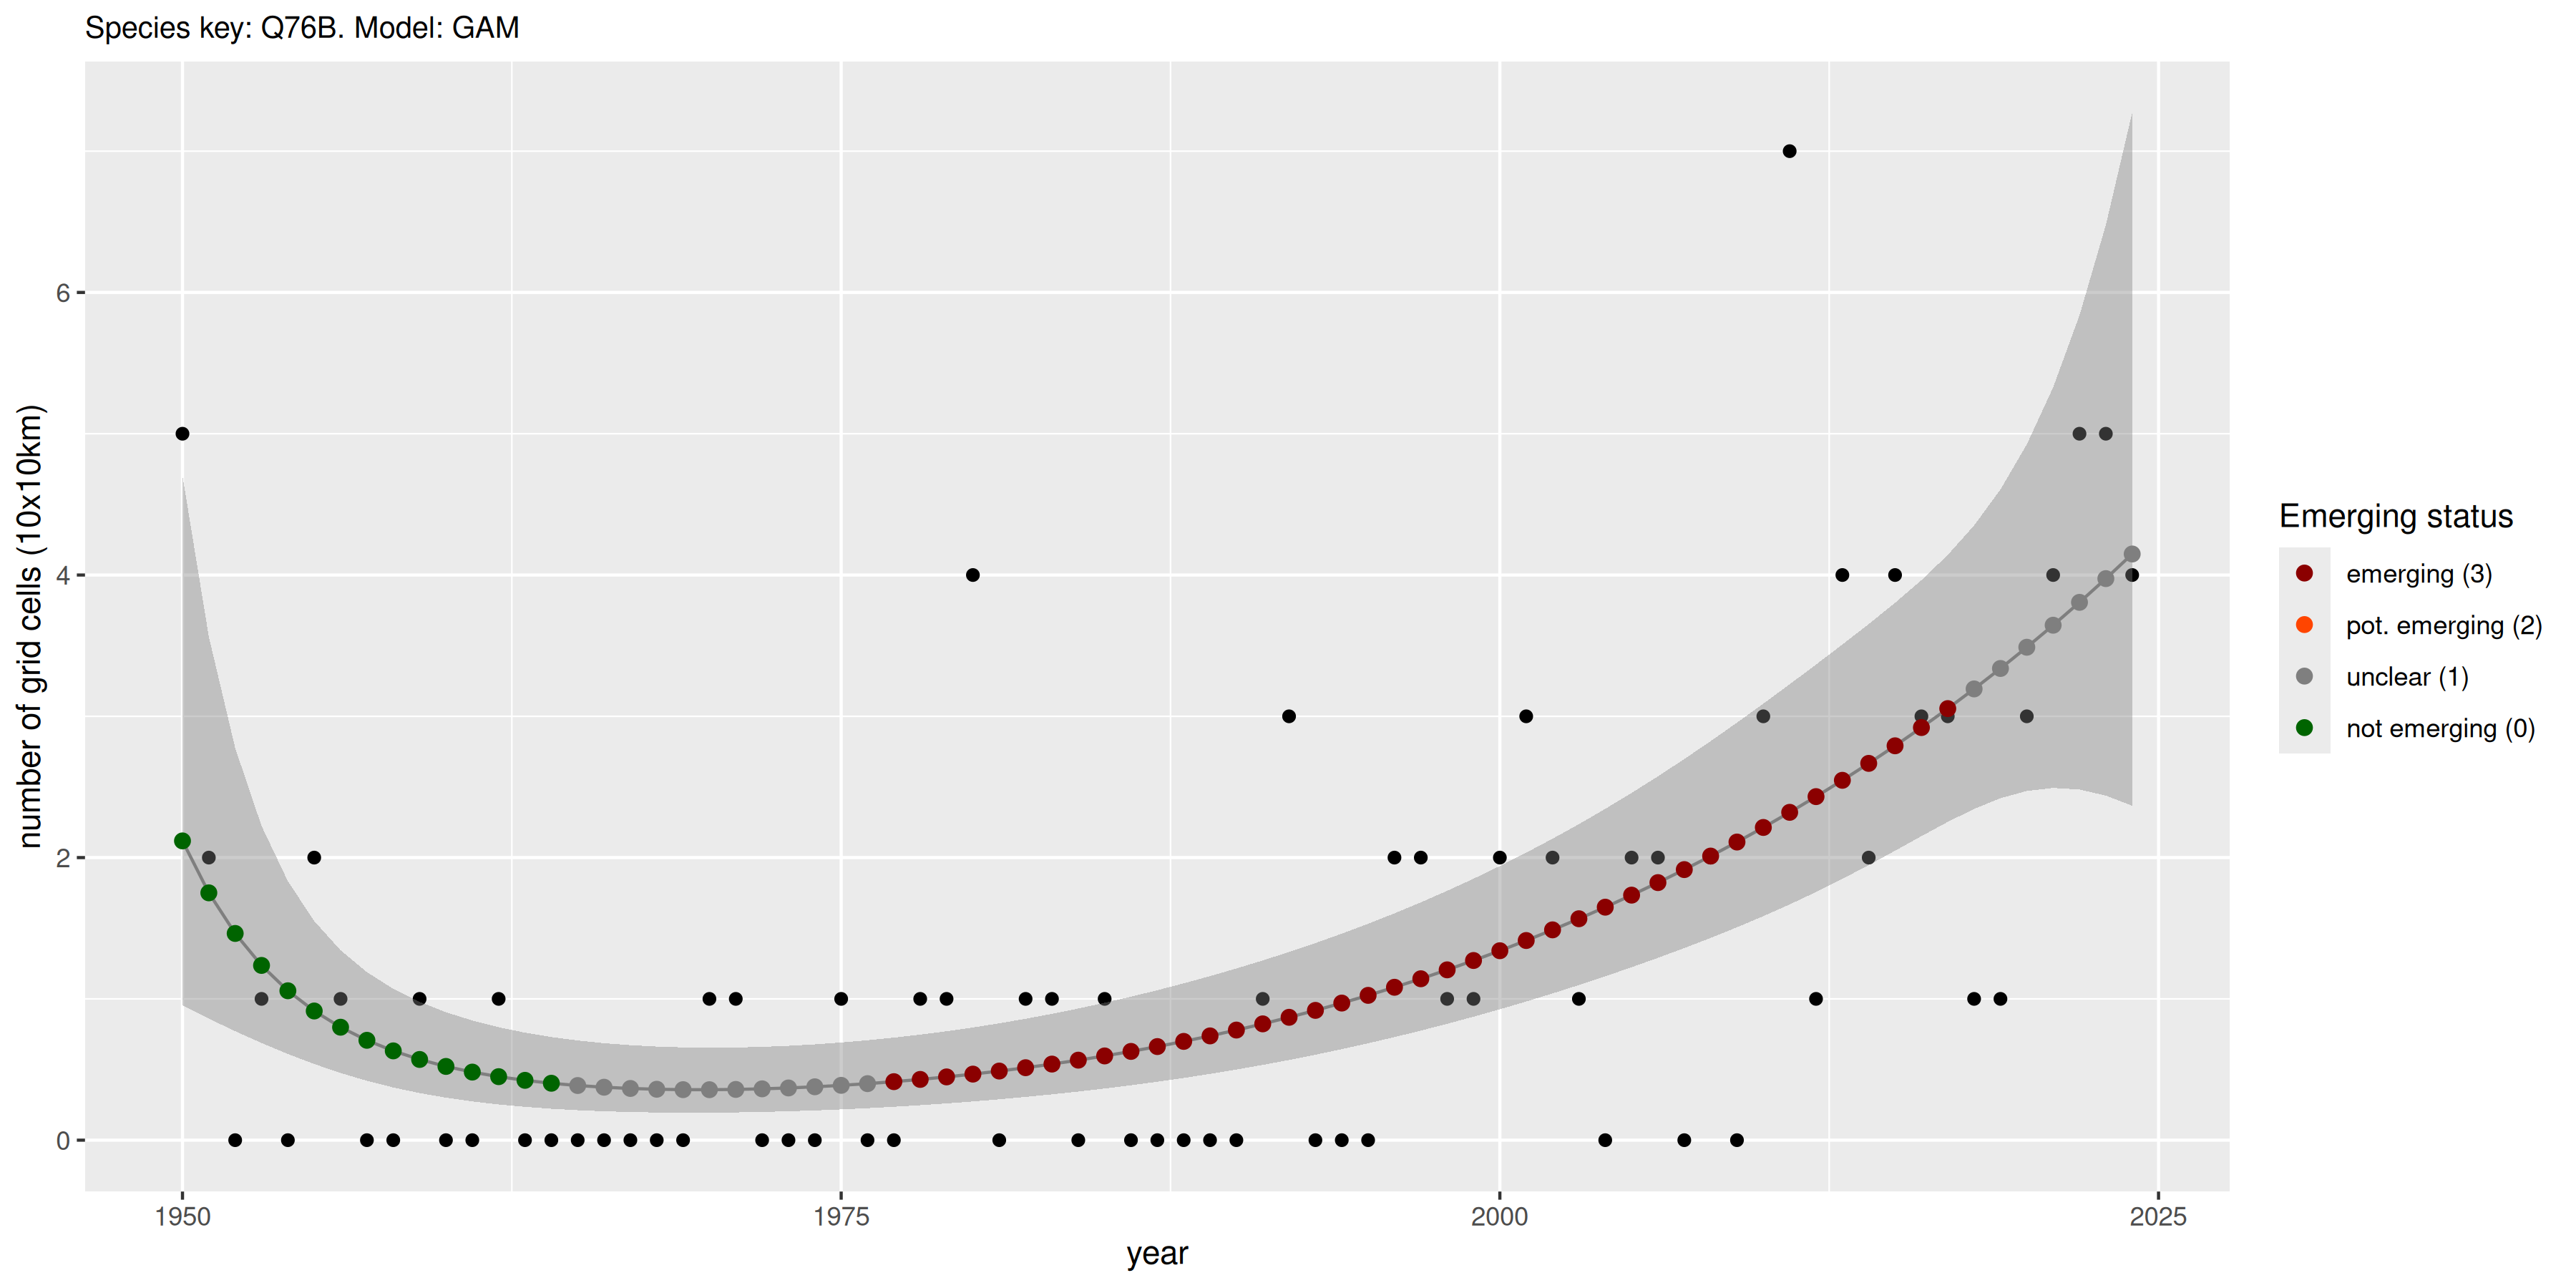 Species key: Q76B. Model: GAM
number of grid cells (10x10km)
6
4
2
0
1950
1975
2000
2025
year
Emerging status
emerging (3)
pot. emerging (2)
unclear (1)
not emerging (0)